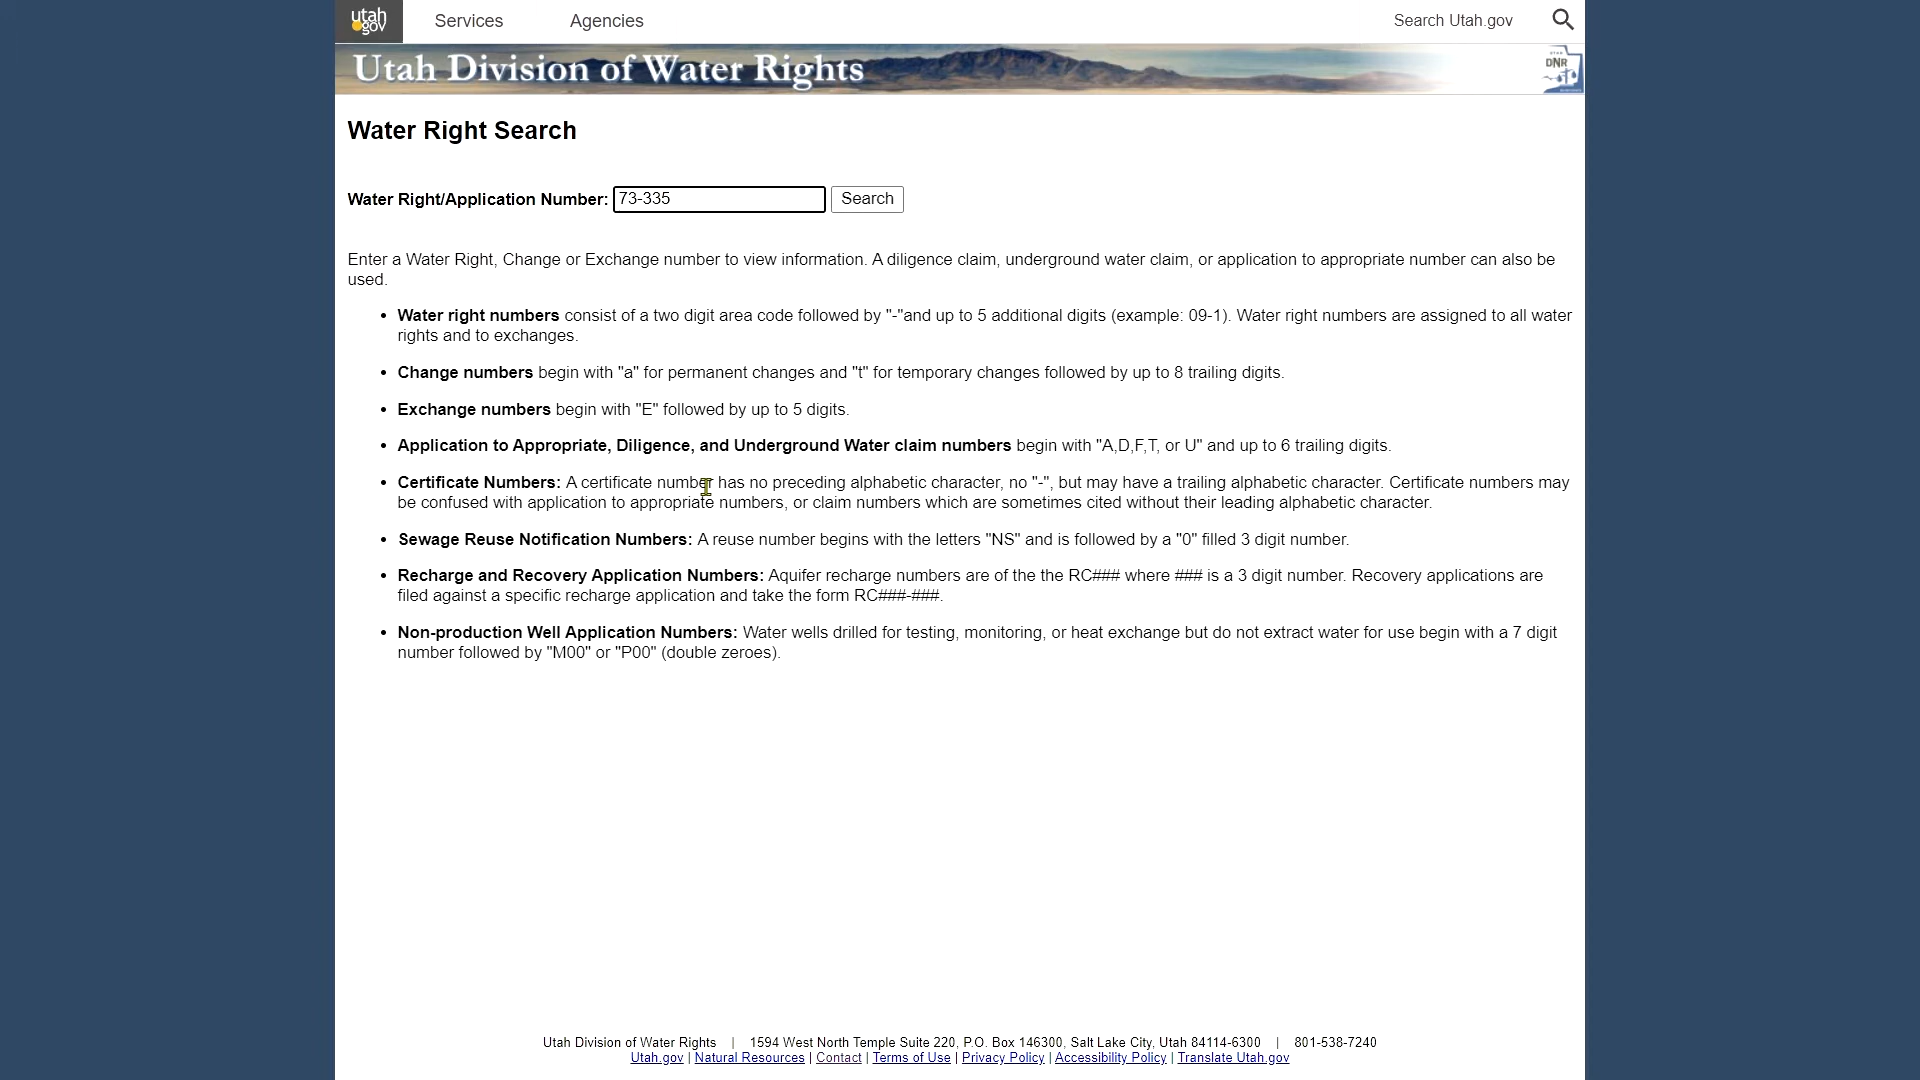 utah
gov
Services
Agencies
Search Utah.gov
Utah Division of Water Rights
UTAH
DNR
Water Right Search
Water Right/Application Number: 73-335 Search
Enter a Water Right, Change or Exchange number to view information. A diligence claim, underground water claim, or application to appropriate number can also be
used.
• Water right numbers consist of a two digit area code followed by "-"and up to 5 additional digits (example: 09-1). Water right numbers are assigned to all water
rights and to exchanges.
• Change numbers begin with "a" for permanent changes and "t" for temporary changes followed by up to 8 trailing digits.
• Exchange numbers begin with "E" followed by up to 5 digits.
• Application to Appropriate, Diligence, and Underground Water claim numbers begin with "A,D,F,T, or U" and up to 6 trailing digits.
• Certificate Numbers: A certificate number has no preceding alphabetic character, no "-", but may have a trailing alphabetic character. Certificate numbers may
be confused with application to appropriate numbers, or claim numbers which are sometimes cited without their leading alphabetic character.
• Sewage Reuse Notification Numbers: A reuse number begins with the letters "NS" and is followed by a "0" filled 3 digit number.
• Recharge and Recovery Application Numbers: Aquifer recharge numbers are of the the RC### where ### is a 3 digit number. Recovery applications are
filed against a specific recharge application and take the form RC###-###.
• Non-production Well Application Numbers: Water wells drilled for testing, monitoring, or heat exchange but do not extract water for use begin with a 7 digit
number followed by "M00" or "P00" (double zeroes).
Utah Division of Water Rights | 1594 West North Temple Suite 220, P.O. Box 146300, Salt Lake City, Utah 84114-6300 | 801-538-7240
Utah.gov | Natural Resources | Contact | Terms of Use | Privacy Policy | Accessibility Policy | Translate Utah.gov